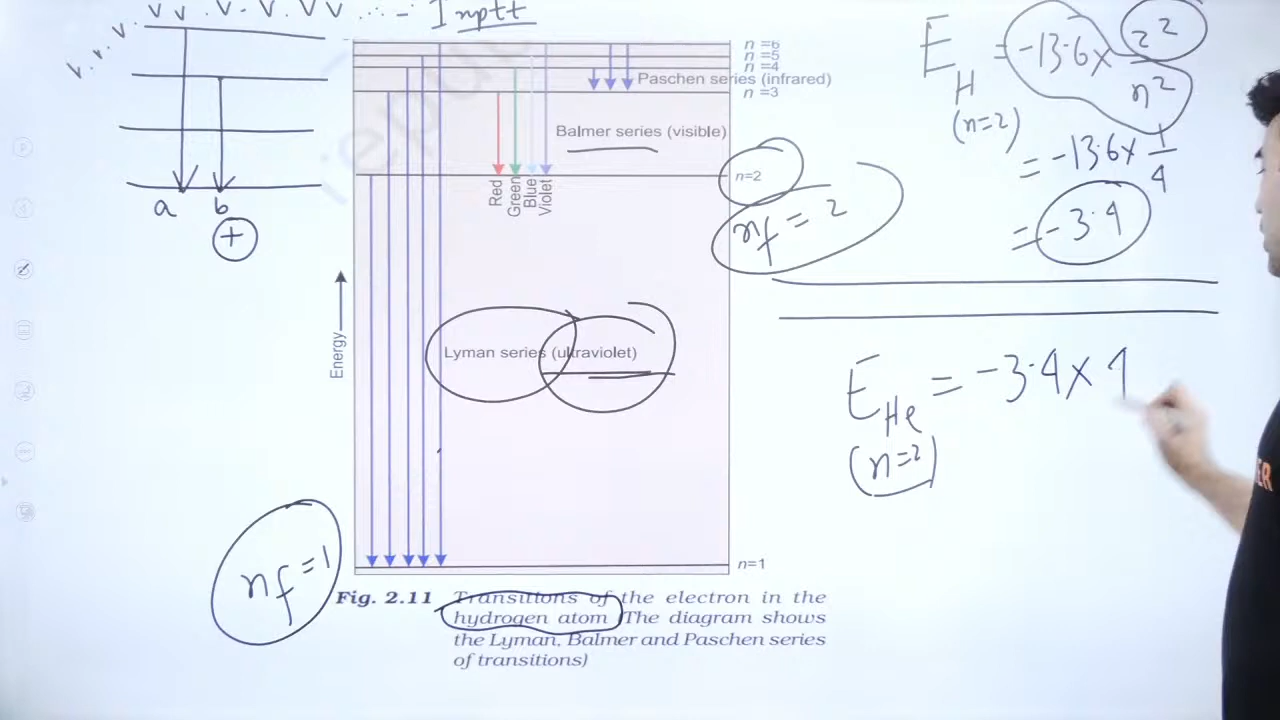 v. v. v. v v. v. v. v v .... - Imptt
a b
+
n=6
n=5
n=4
Paschen series (infrared)
n=3
Balmer series (visible)
n=2
Red
Green
Blue
Violet
nf = 2
Energy
Lyman series (ultraviolet)
nf = 1
n=1
Fig. 2.11 Transitions of the electron in the
hydrogen atom (The diagram shows
the Lyman, Balmer and Paschen series
of transitions)
E H (n=2) = -13.6 x z² / n²
= -13.6 x 1/4
= -3.4
E He (n=2) = -3.4 x 4